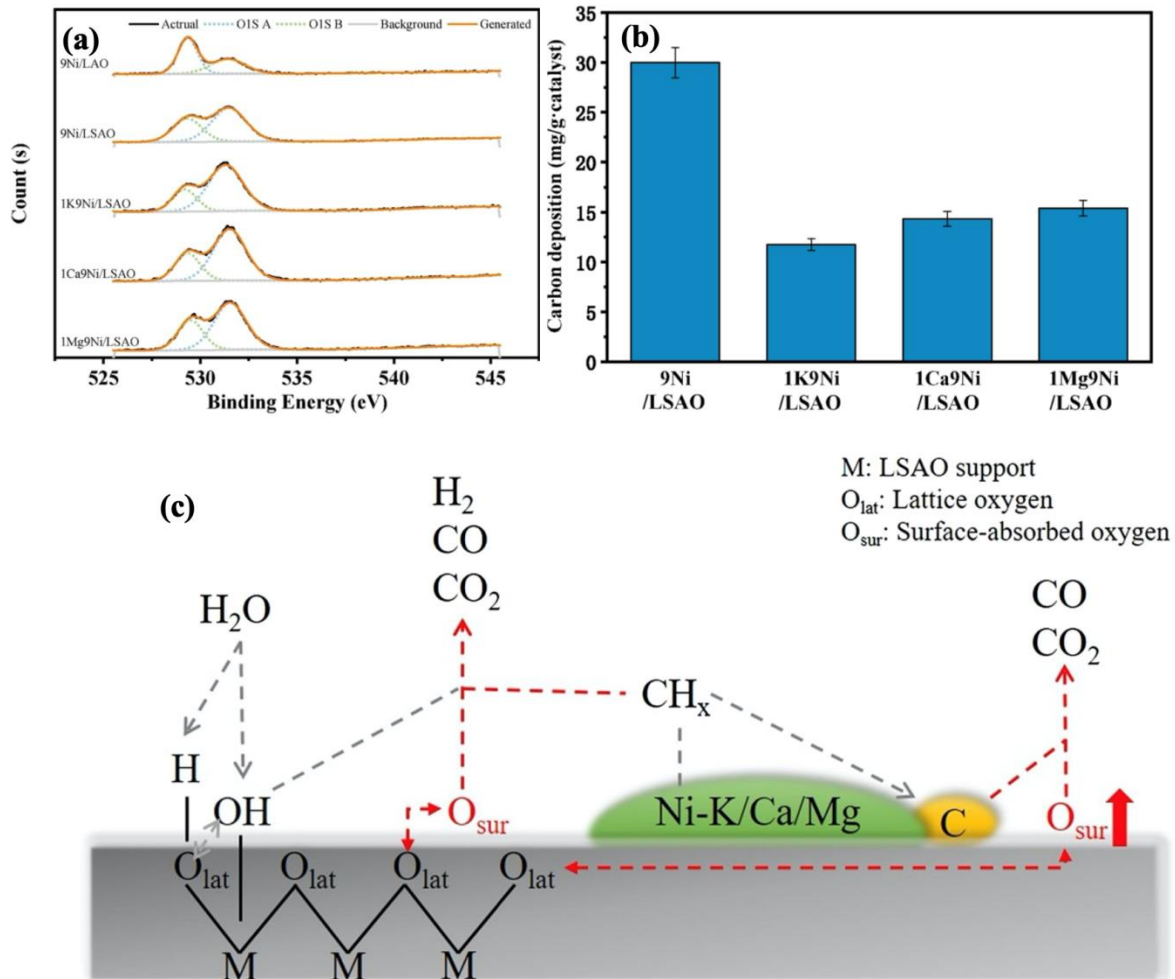 (a)
Actrual O1S A O1S B Background Generated
9Ni/LAO
9Ni/LSAO
1K9Ni/LSAO
1Ca9Ni/LSAO
1Mg9Ni/LSAO
Count (s)
525 530 535 540 545
Binding Energy (eV)
(b)
Carbon deposition (mg/g·catalyst)
35
30
25
20
15
10
5
0
9Ni 1K9Ni 1Ca9Ni 1Mg9Ni
/LSAO /LSAO /LSAO /LSAO
(c)
M: LSAO support
Olat: Lattice oxygen
Osur: Surface-absorbed oxygen
H2
CO
CO2
CO
CO2
H2O
CHx
H
OH
Osur
Ni-K/Ca/Mg
C
Osur
Olat Olat Olat Olat
M M M